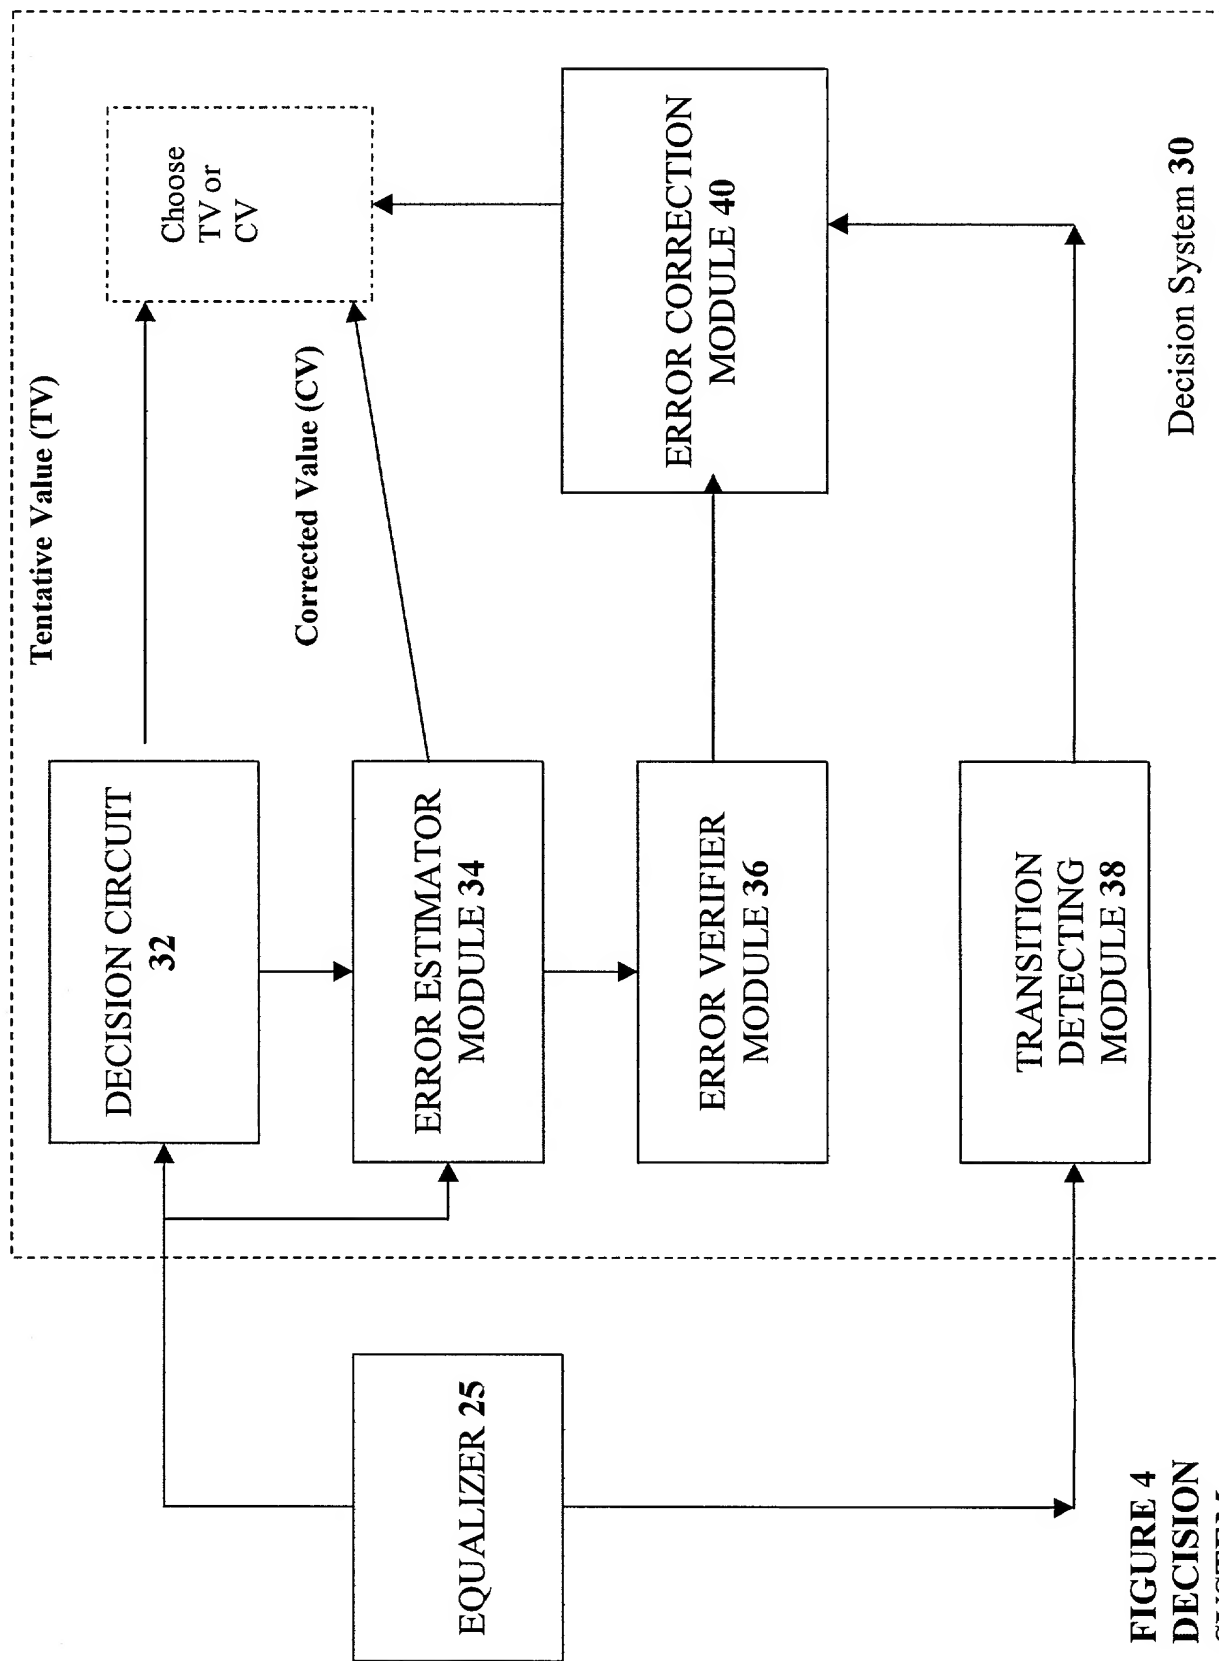 Tentative Value (TV)
Corrected Value (CV)
Choose
TV or
CV
DECISION CIRCUIT
32
ERROR ESTIMATOR
MODULE 34
ERROR VERIFIER
MODULE 36
TRANSITION
DETECTING
MODULE 38
ERROR CORRECTION
MODULE 40
EQUALIZER 25
Decision System 30
FIGURE 4
DECISION